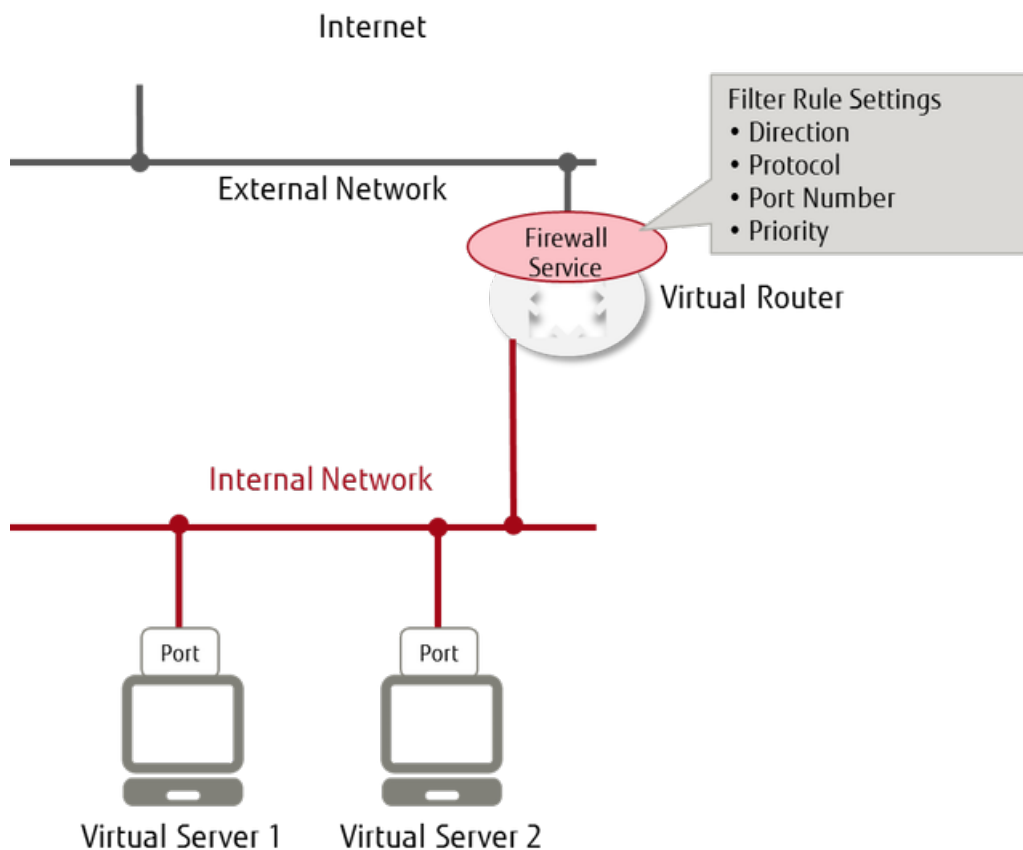 Internet
Filter Rule Settings
• Direction
• Protocol
• Port Number
• Priority
External Network
Firewall
Service
Virtual Router
Internal Network
Port
Port
Virtual Server 1
Virtual Server 2